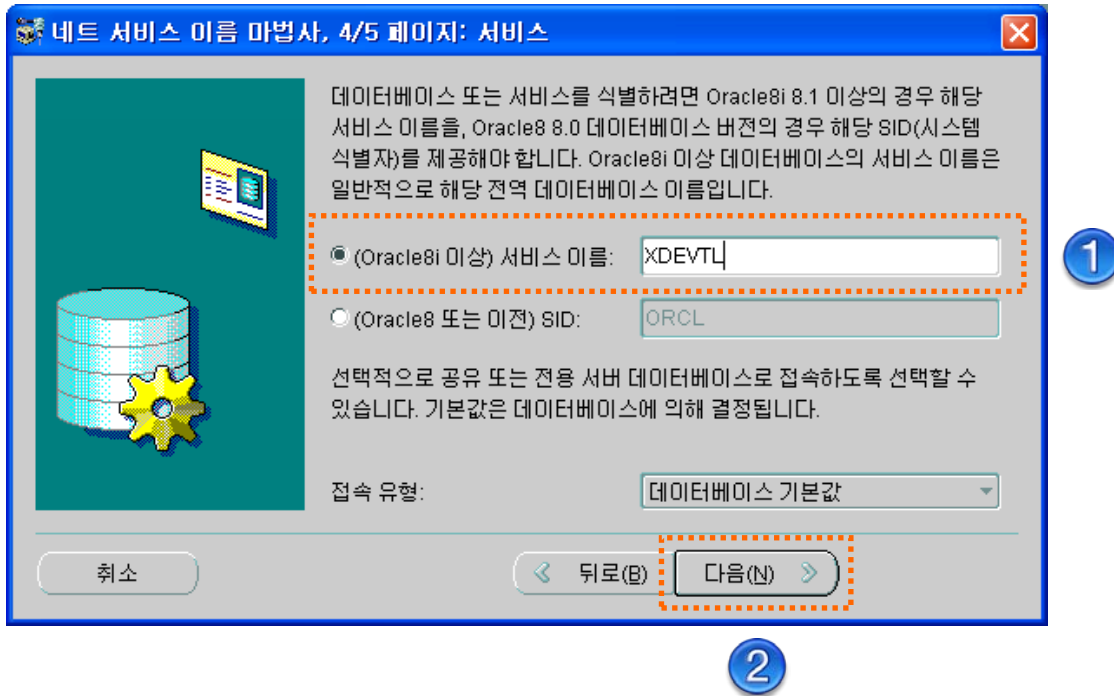 네트 서비스 이름 마법사, 4/5 페이지: 서비스
데이터베이스 또는 서비스를 식별하려면 Oracle8i 8.1 이상의 경우 해당
서비스 이름을, Oracle8 8.0 데이터베이스 버전의 경우 해당 SID(시스템
식별자)를 제공해야 합니다. Oracle8i 이상 데이터베이스의 서비스 이름은
일반적으로 해당 전역 데이터베이스 이름입니다.
(Oracle8i 이상) 서비스 이름: XDEVTL
1
(Oracle8 또는 이전) SID: ORCL
선택적으로 공유 또는 전용 서버 데이터베이스로 접속하도록 선택할 수
있습니다. 기본값은 데이터베이스에 의해 결정됩니다.
접속 유형: 데이터베이스 기본값
취소 뒤로(B) 다음(N)
2